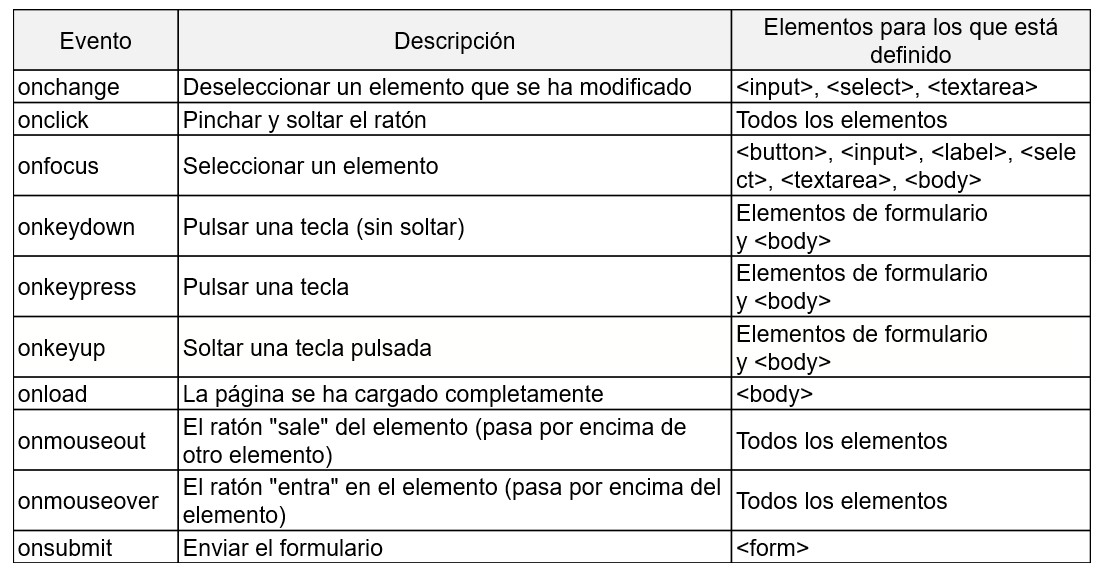 Evento
Descripción
Elementos para los que está
definido
onchange
Deseleccionar un elemento que se ha modificado
<input>, <select>, <textarea>
onclick
Pinchar y soltar el ratón
Todos los elementos
onfocus
Seleccionar un elemento
<button>, <input>, <label>, <sele
ct>, <textarea>, <body>
onkeydown
Pulsar una tecla (sin soltar)
Elementos de formulario
y <body>
onkeypress
Pulsar una tecla
Elementos de formulario
y <body>
onkeyup
Soltar una tecla pulsada
Elementos de formulario
y <body>
onload
La página se ha cargado completamente
<body>
onmouseout
El ratón "sale" del elemento (pasa por encima de
otro elemento)
Todos los elementos
onmouseover
El ratón "entra" en el elemento (pasa por encima del
elemento)
Todos los elementos
onsubmit
Enviar el formulario
<form>